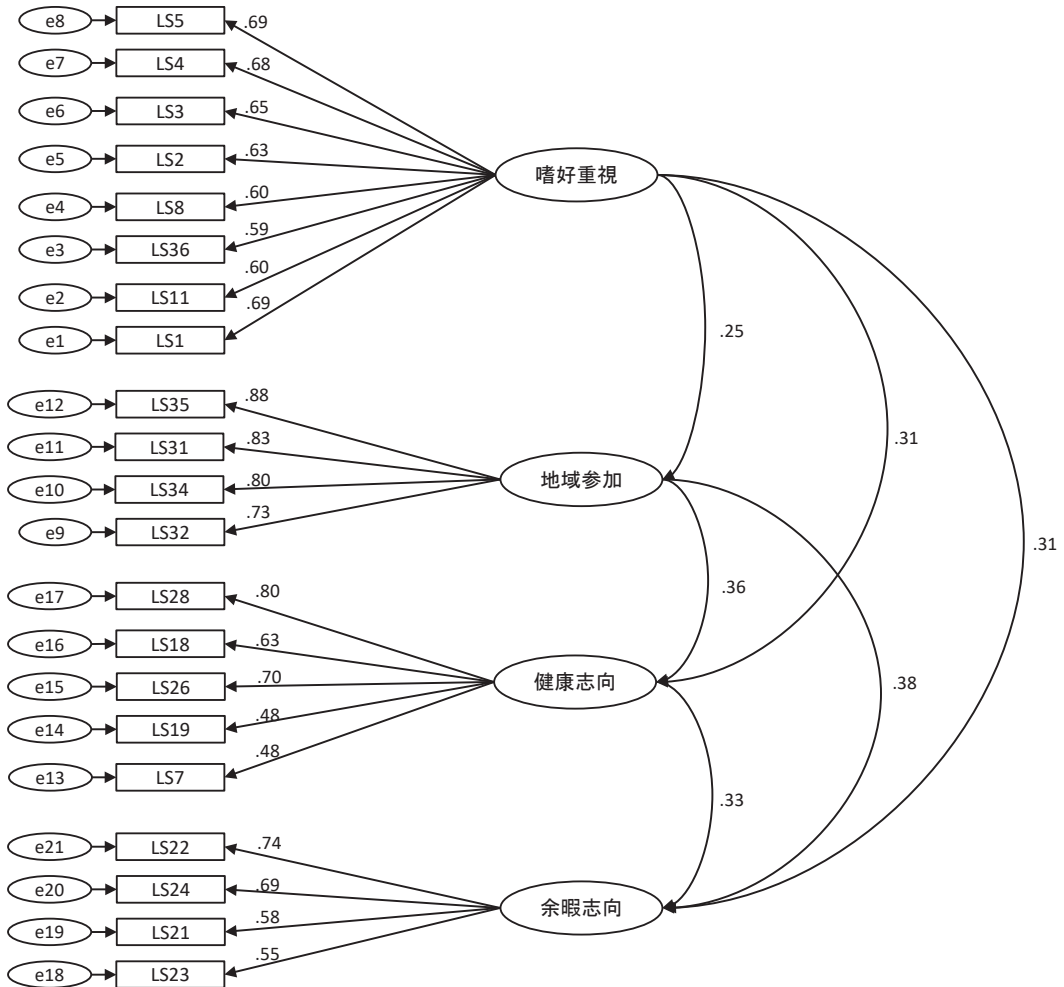 e8 LS5 .69
e7 LS4 .68
e6 LS3 .65
e5 LS2 .63
嗜好重視
e4 LS8 .60
e3 LS36 .59
e2 LS11 .60
e1 LS1 .69
.25
e12 LS35 .88
e11 LS31 .83
.31
e10 LS34 .80
地域参加
e9 LS32 .73
.31
e17 LS28 .80
.36
e16 LS18 .63
e15 LS26 .70
健康志向
.38
e14 LS19 .48
e13 LS7 .48
.33
e21 LS22 .74
e20 LS24 .69
余暇志向
e19 LS21 .58
e18 LS23 .55